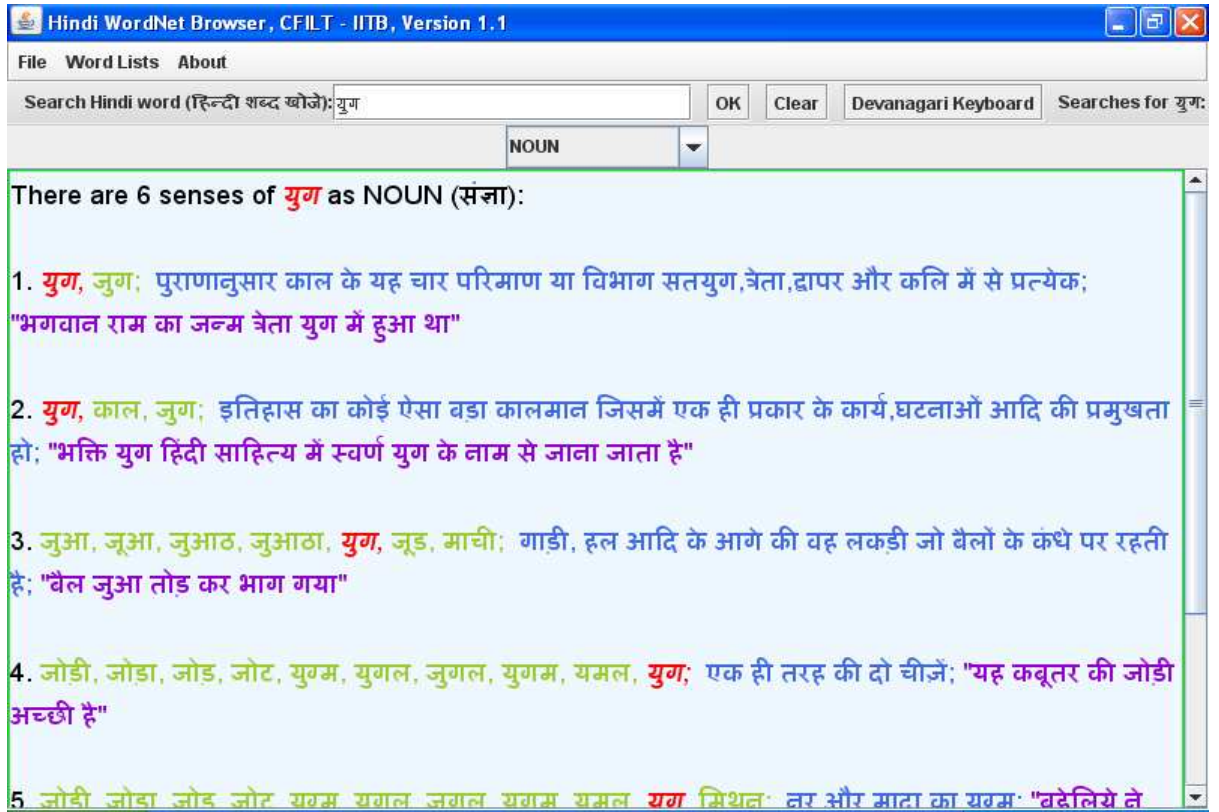 Hindi WordNet Browser, CFILT - IITB, Version 1.1
File Word Lists About
Search Hindi word (हिन्दी शब्द खोजे): युग OK Clear Devanagari Keyboard Searches for युग:
NOUN
There are 6 senses of युग as NOUN (संज्ञा):
1. युग, जुग; पुराणानुसार काल के यह चार परिमाण या विभाग सतयुग,त्रेता,द्वापर और कलि में से प्रत्येक;
"भगवान राम का जन्म त्रेता युग में हुआ था"
2. युग, काल, जुग; इतिहास का कोई ऐसा बड़ा कालमान जिसमें एक ही प्रकार के कार्य,घटनाओं आदि की प्रमुखता
हो; "भक्ति युग हिंदी साहित्य में स्वर्ण युग के नाम से जाना जाता है"
3. जुआ, जूआ, जुआठ, जुआठा, युग, जूड, माची; गाड़ी, हल आदि के आगे की वह लकड़ी जो बैलों के कंधे पर रहती
है; "बैल जुआ तोड़ कर भाग गया"
4. जोड़ी, जोड़ा, जोड़, जोट, युग्म, युगल, जुगल, युगम, यमल, युग; एक ही तरह की दो चीज़ें; "यह कबूतर की जोड़ी
अच्छी है"
5. जोड़ी, जोड़ा, जोड़, जोट, युग्म, युगल, जुगल, युगम, यमल, युग, मिथुन; नर और मादा का युग्म; "बहेलिये ने